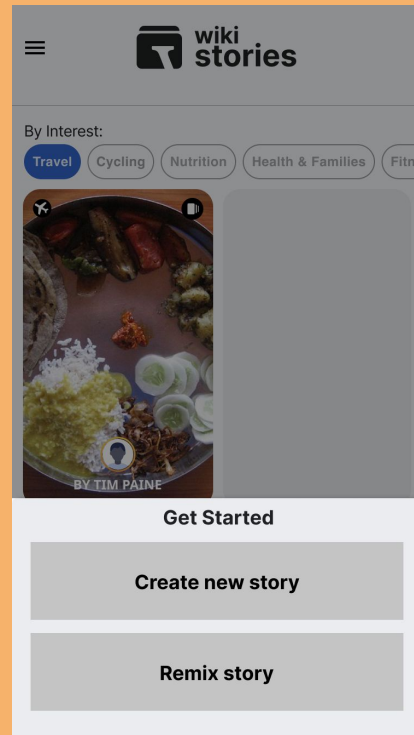 wiki
stories
By Interest:
Travel Cycling Nutrition Health & Families Fitn
BY TIM PAINE
Get Started
Create new story
Remix story